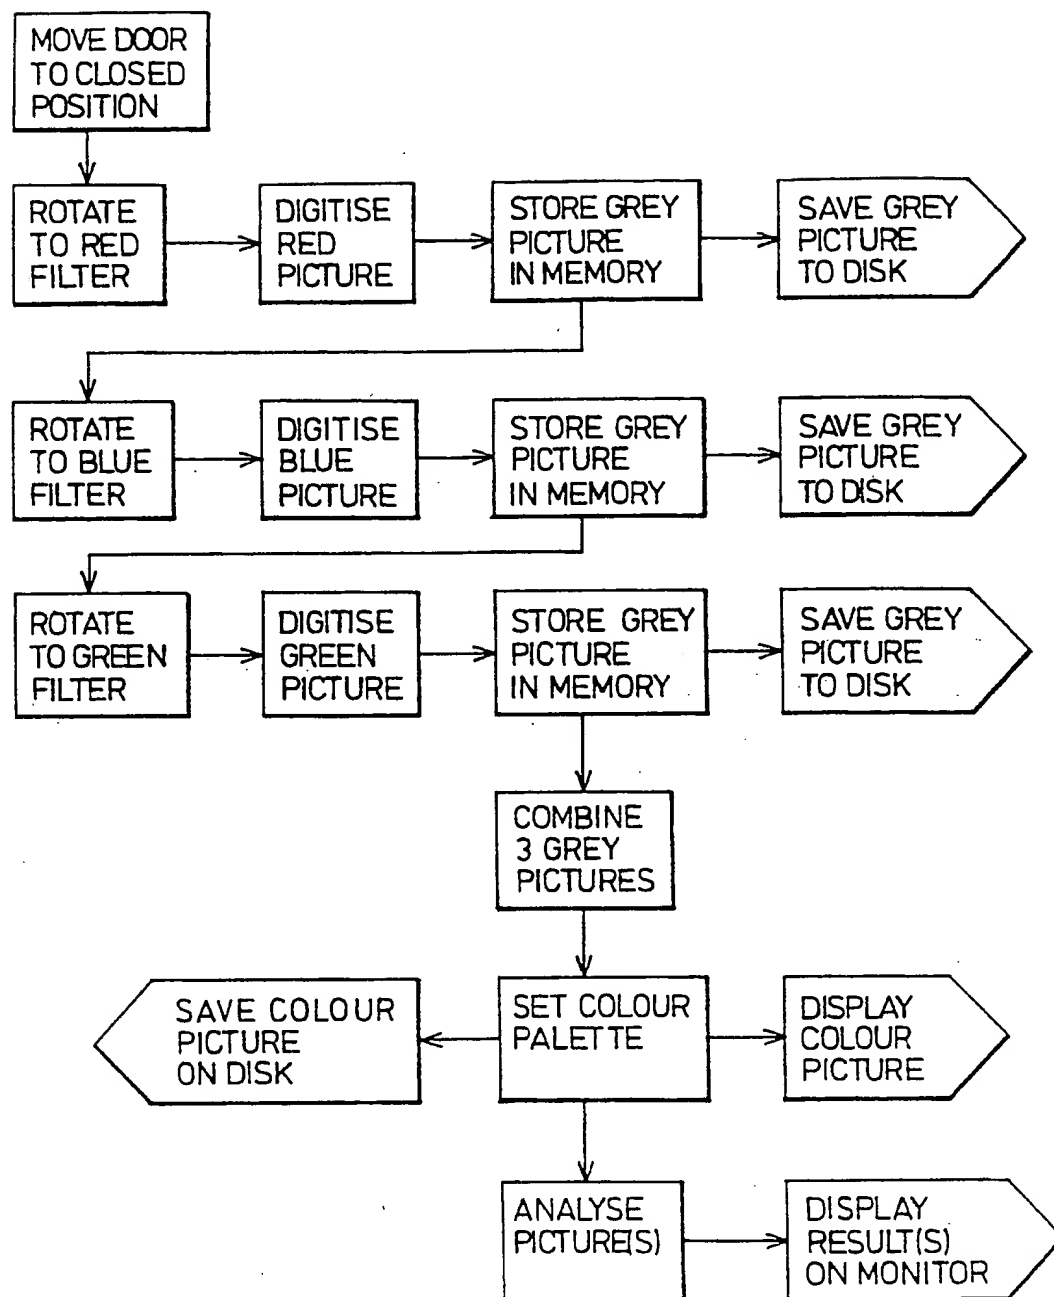 MOVE DOOR
TO CLOSED
POSITION
ROTATE
TO RED
FILTER
DIGITISE
RED
PICTURE
STORE GREY
PICTURE
IN MEMORY
SAVE GREY
PICTURE
TO DISK
ROTATE
TO BLUE
FILTER
DIGITISE
BLUE
PICTURE
STORE GREY
PICTURE
IN MEMORY
SAVE GREY
PICTURE
TO DISK
ROTATE
TO GREEN
FILTER
DIGITISE
GREEN
PICTURE
STORE GREY
PICTURE
IN MEMORY
SAVE GREY
PICTURE
TO DISK
COMBINE
3 GREY
PICTURES
SAVE COLOUR
PICTURE
ON DISK
SET COLOUR
PALETTE
DISPLAY
COLOUR
PICTURE
ANALYSE
PICTURE(S)
DISPLAY
RESULT(S)
ON MONITOR